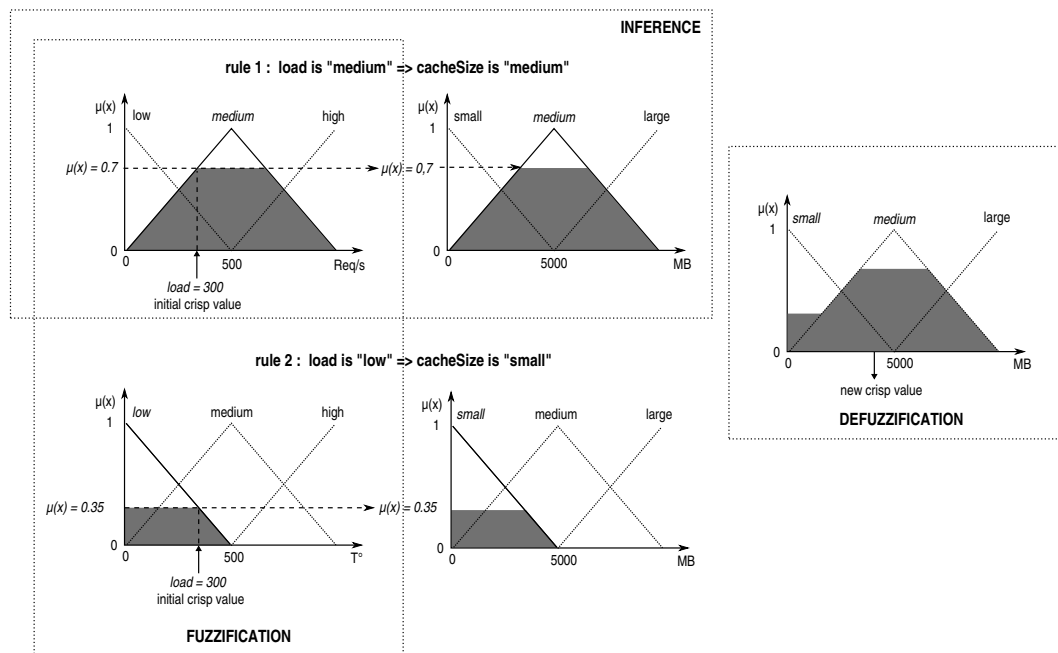 INFERENCE
rule 1 : load is "medium" => cacheSize is "medium"
μ(x)
low
medium
high
1
μ(x) = 0.7
0
0
500
Req/s
load = 300
initial crisp value
μ(x)
small
medium
large
1
μ(x) = 0,7
0
0
5000
MB
rule 2 : load is "low" => cacheSize is "small"
μ(x)
low
medium
high
1
μ(x) = 0.35
0
0
500
T°
load = 300
initial crisp value
FUZZIFICATION
μ(x)
small
medium
large
1
μ(x) = 0.35
0
0
5000
MB
μ(x)
small
medium
large
1
0
0
5000
MB
new crisp value
DEFUZZIFICATION